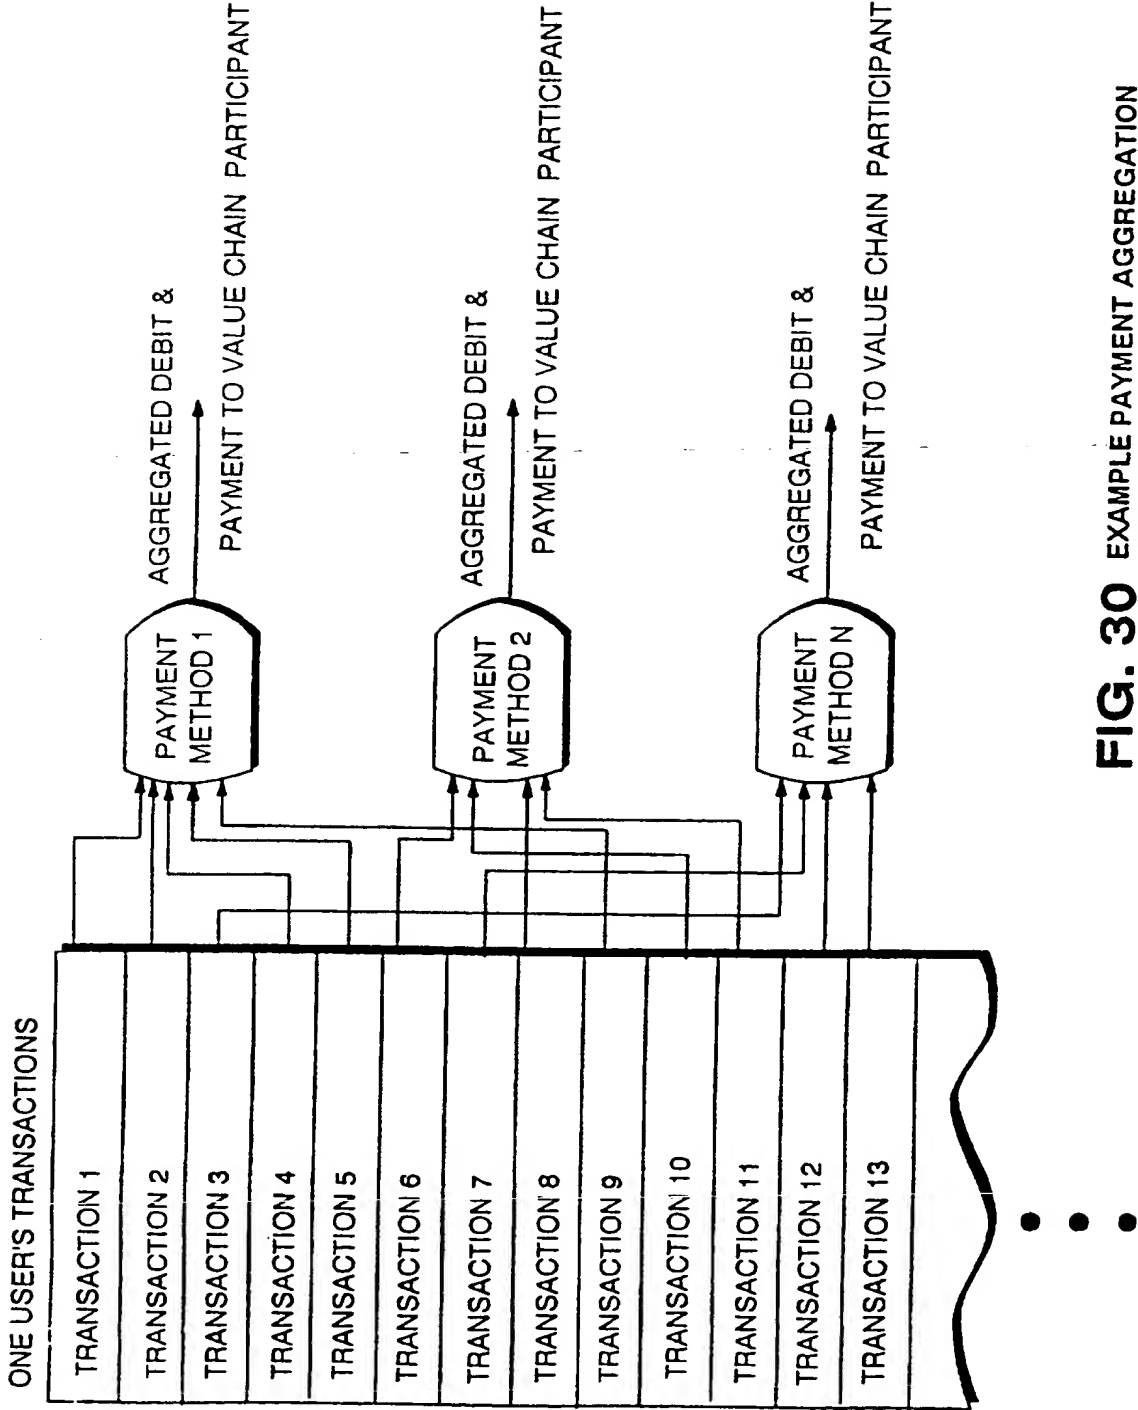 ONE USER'S TRANSACTIONS
TRANSACTION 1
TRANSACTION 2
TRANSACTION 3
TRANSACTION 4
TRANSACTION 5
TRANSACTION 6
TRANSACTION 7
TRANSACTION 8
TRANSACTION 9
TRANSACTION 10
TRANSACTION 11
TRANSACTION 12
TRANSACTION 13
PAYMENT
METHOD 1
AGGREGATED DEBIT &
PAYMENT TO VALUE CHAIN PARTICIPANT
PAYMENT
METHOD 2
AGGREGATED DEBIT &
PAYMENT TO VALUE CHAIN PARTICIPANT
PAYMENT
METHOD N
AGGREGATED DEBIT &
PAYMENT TO VALUE CHAIN PARTICIPANT
FIG. 30 EXAMPLE PAYMENT AGGREGATION